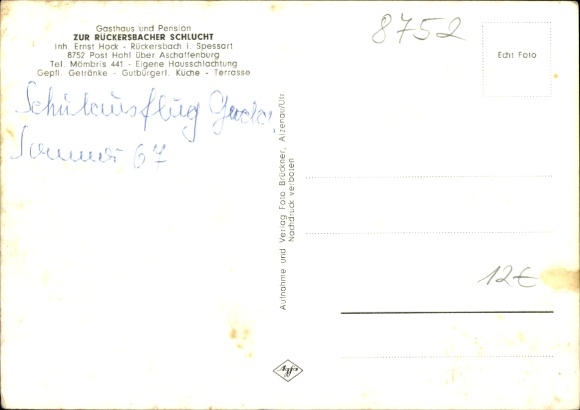 Gasthaus und Pension
ZUR RÜCKERSBACHER SCHLUCHT
Inh. Ernst Hock - Rückersbach i. Spessart
8752 Post Hohl über Aschaffenburg
Tel. Mömbris 441 - Eigene Hausschlachtung
Gepfl. Getränke - Gutbürgerl. Küche - Terrasse
8752
Echt Foto
Schulausflug
Sommer 67
Aufnahme und Verlag Foto Brückner, Alzenau/Ufr.
Nachdruck verboten
12€
Agfa